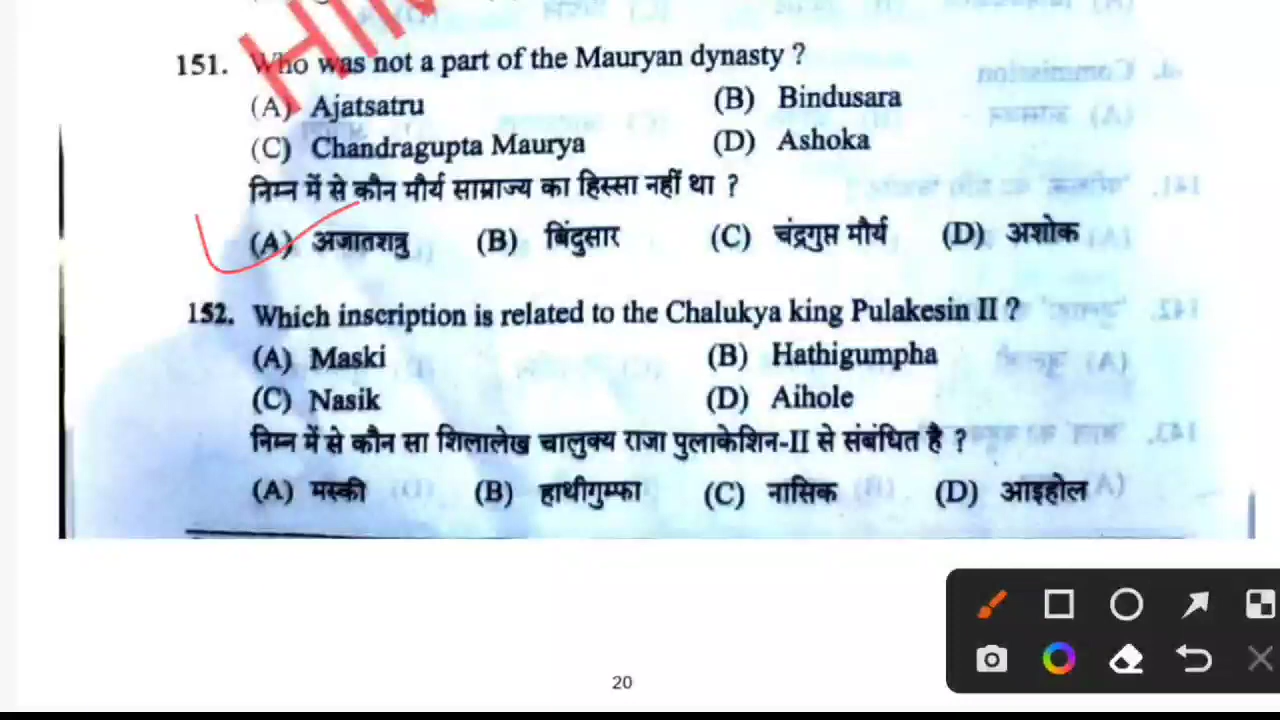 HIN
151. Who was not a part of the Mauryan dynasty ?
(A) Ajatsatru (B) Bindusara
(C) Chandragupta Maurya (D) Ashoka
निम्न में से कौन मौर्य साम्राज्य का हिस्सा नहीं था ?
(A) अजातशत्रु (B) बिंदुसार (C) चंद्रगुप्त मौर्य (D) अशोक
152. Which inscription is related to the Chalukya king Pulakesin II ?
(A) Maski (B) Hathigumpha
(C) Nasik (D) Aihole
निम्न में से कौन सा शिलालेख चालुक्य राजा पुलाकेशिन-II से संबंधित है ?
(A) मस्की (B) हाथीगुम्फा (C) नासिक (D) आइहोल
20